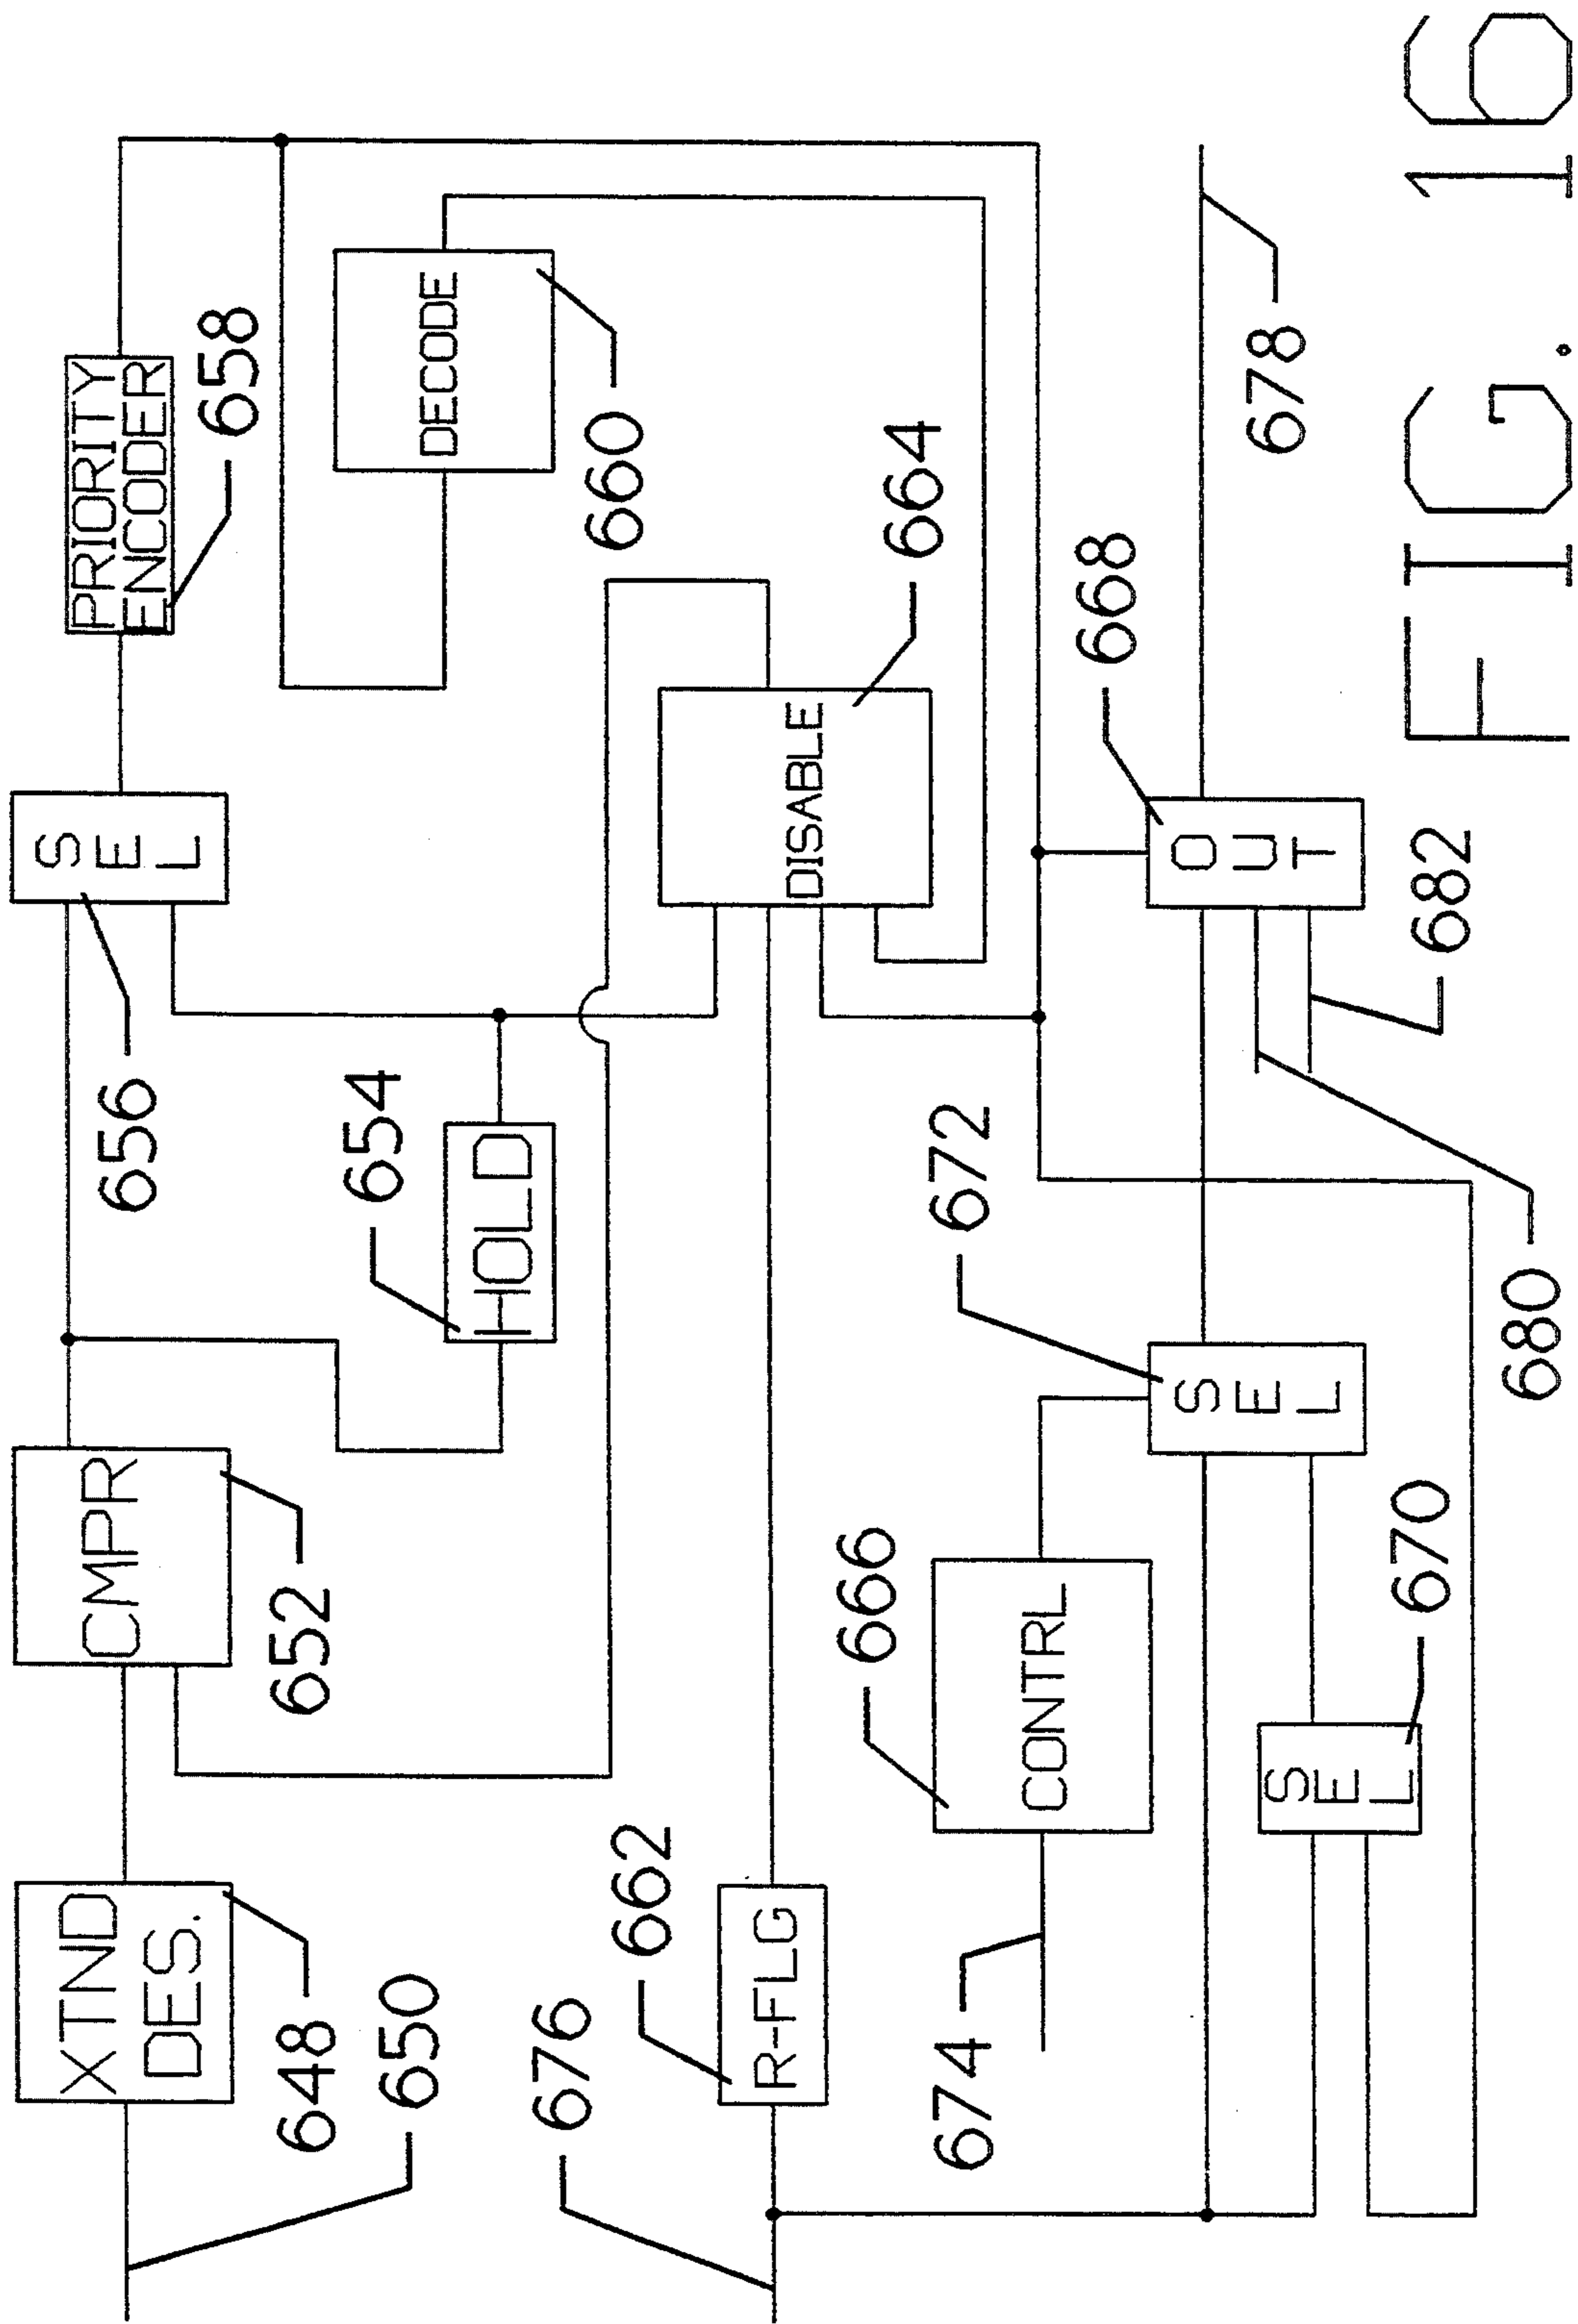 XTND
DES.
648
650
CMPR
652
S
E
L
656
PRIORITY
ENCODER
658
HOLD
654
DECODE
660
R-FLG
662
676
DISABLE
664
CONTRL
666
674
S
E
L
672
S
E
L
670
O
U
T
668
678
680
682
FIG. 16